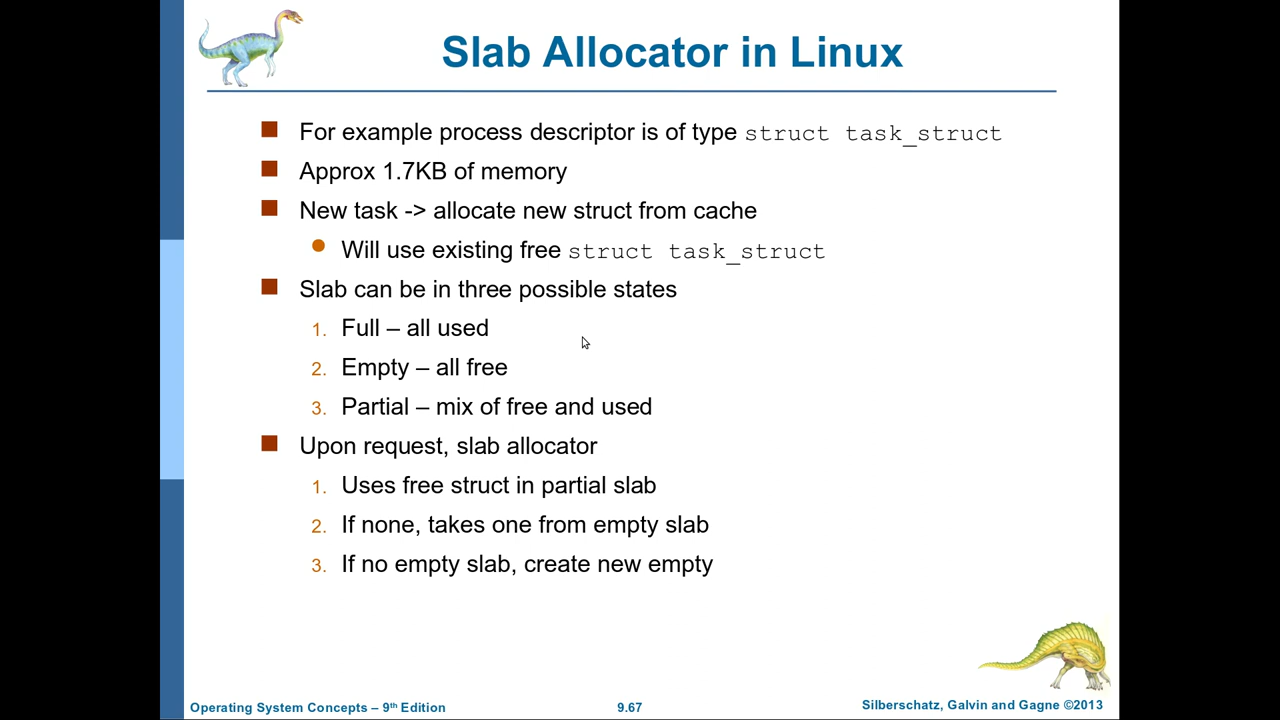 Slab Allocator in Linux
For example process descriptor is of type struct task_struct
Approx 1.7KB of memory
New task -> allocate new struct from cache
Will use existing free struct task_struct
Slab can be in three possible states
1. Full – all used
2. Empty – all free
3. Partial – mix of free and used
Upon request, slab allocator
1. Uses free struct in partial slab
2. If none, takes one from empty slab
3. If no empty slab, create new empty
Operating System Concepts – 9th Edition
9.67
Silberschatz, Galvin and Gagne ©2013